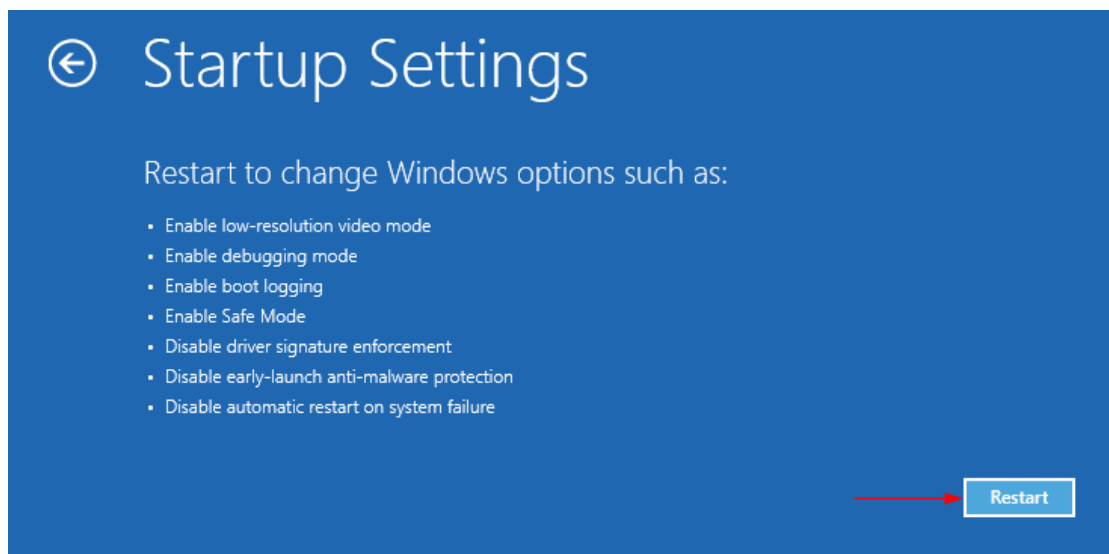 Startup Settings
Restart to change Windows options such as:
• Enable low-resolution video mode
• Enable debugging mode
• Enable boot logging
• Enable Safe Mode
• Disable driver signature enforcement
• Disable early-launch anti-malware protection
• Disable automatic restart on system failure
Restart